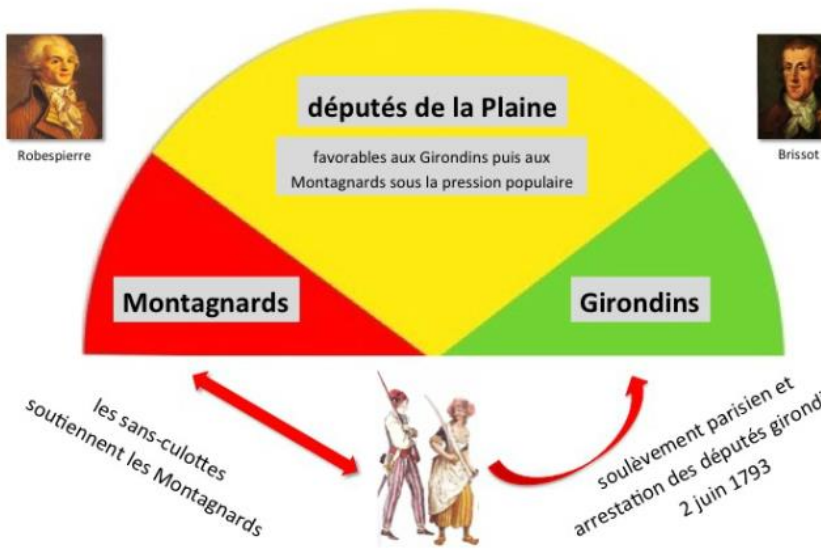 députés de la Plaine
favorables aux Girondins puis aux
Montagnards sous la pression populaire
Robespierre
Brissot
Montagnards
Girondins
les sans-culottes
soutiennent les Montagnards
soulèvement parisien et
arrestation des députés girondi
2 juin 1793